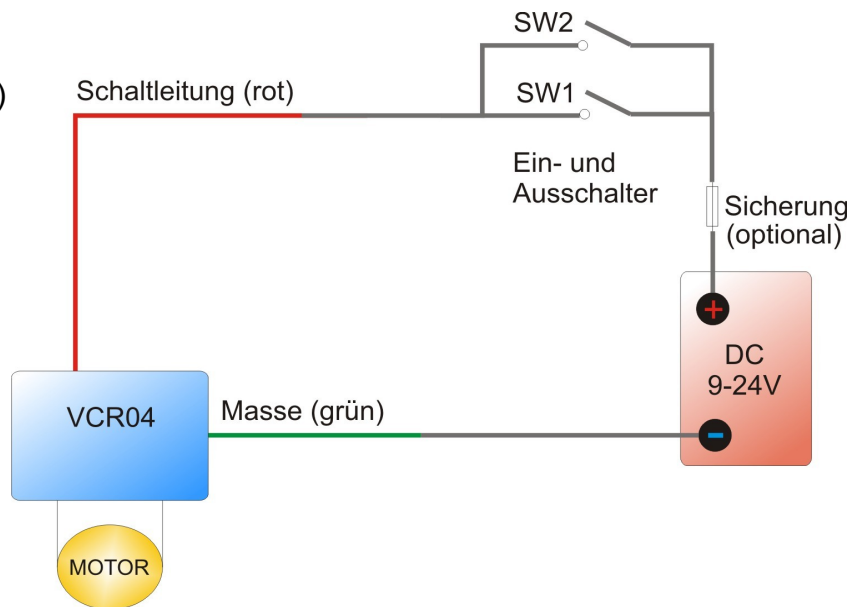 SW2
)
Schaltleitung (rot)
SW1
Ein- und
Ausschalter
Sicherung
(optional)
+
DC
9-24V
VCR04
Masse (grün)
-
MOTOR